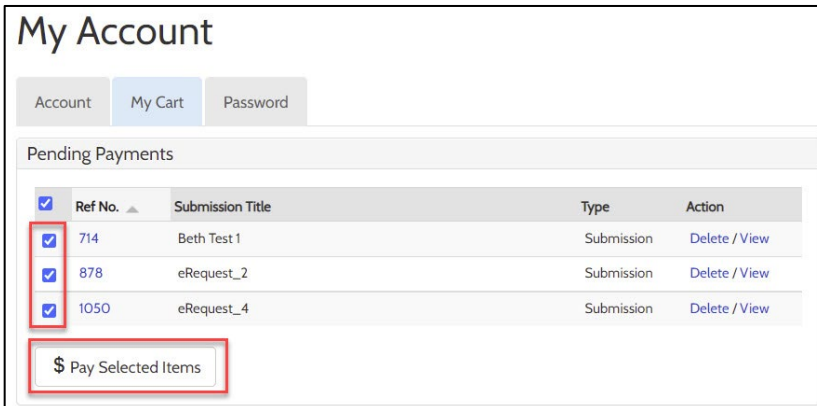 My Account
Account My Cart Password
Pending Payments
Ref No. Submission Title Type Action
714 Beth Test 1 Submission Delete / View
878 eRequest_2 Submission Delete / View
1050 eRequest_4 Submission Delete / View
$ Pay Selected Items